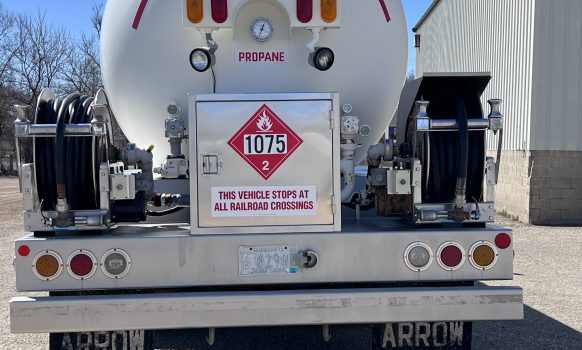 PROPANE
1075
2
THIS VEHICLE STOPS AT
ALL RAILROAD CROSSINGS
ARROW ARROW